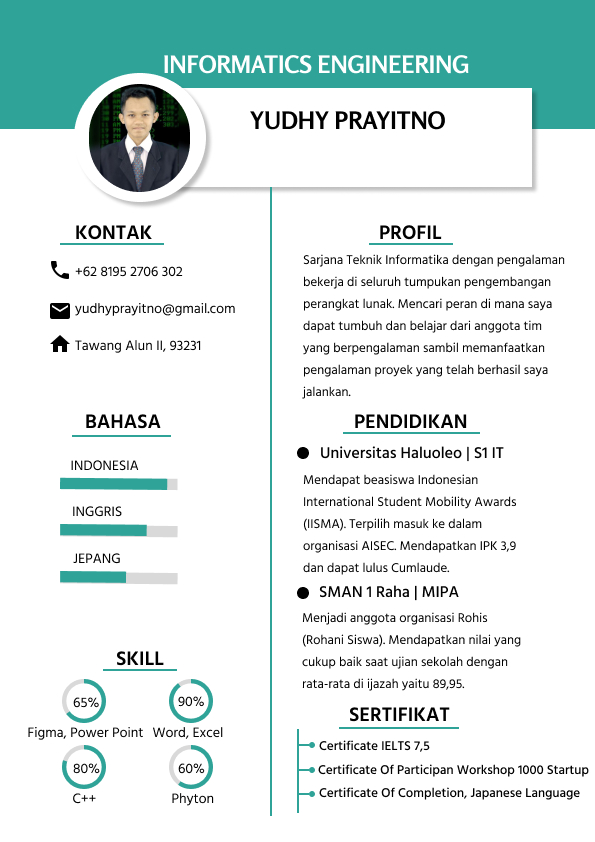 INFORMATICS ENGINEERING
YUDHY PRAYITNO
KONTAK
+62 8195 2706 302
yudhyprayitno@gmail.com
Tawang Alun II, 93231
BAHASA
INDONESIA
INGGRIS
JEPANG
SKILL
65%
90%
Figma, Power Point
Word, Excel
80%
60%
C++
Phyton
PROFIL
Sarjana Teknik Informatika dengan pengalaman
bekerja di seluruh tumpukan pengembangan
perangkat lunak. Mencari peran di mana saya
dapat tumbuh dan belajar dari anggota tim
yang berpengalaman sambil memanfaatkan
pengalaman proyek yang telah berhasil saya
jalankan.
PENDIDIKAN
Universitas Haluoleo | S1 IT
Mendapat beasiswa Indonesian
International Student Mobility Awards
(IISMA). Terpilih masuk ke dalam
organisasi AISEC. Mendapatkan IPK 3,9
dan dapat lulus Cumlaude.
SMAN 1 Raha | MIPA
Menjadi anggota organisasi Rohis
(Rohani Siswa). Mendapatkan nilai yang
cukup baik saat ujian sekolah dengan
rata-rata di ijazah yaitu 89,95.
SERTIFIKAT
Certificate IELTS 7,5
Certificate Of Participan Workshop 1000 Startup
Certificate Of Completion, Japanese Language